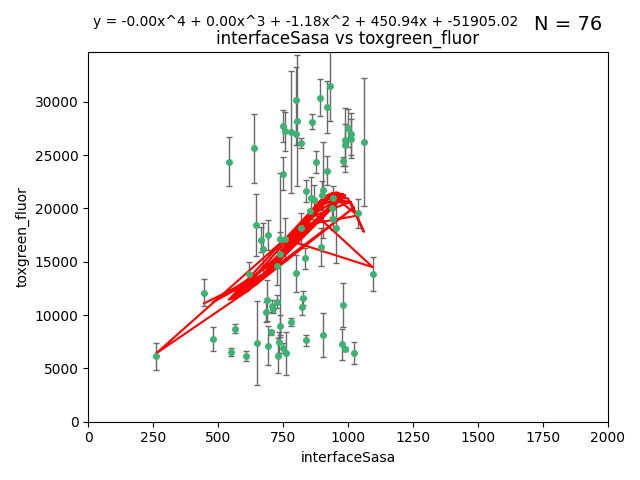 y = -0.00x^4 + 0.00x^3 + -1.18x^2 + 450.94x + -51905.02
N = 76
interfaceSasa vs toxgreen_fluor
30000
25000
20000
15000
10000
5000
0
toxgreen_fluor
0 250 500 750 1000 1250 1500 1750 2000
interfaceSasa